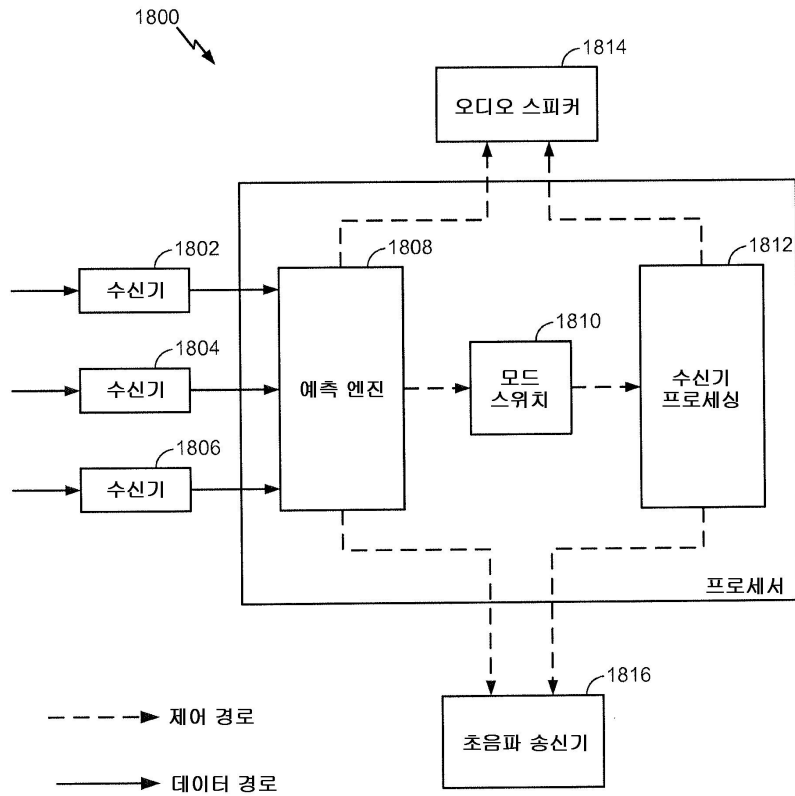 1800
1814
오디오 스피커
1802
수신기
1808
예측 엔진
1812
수신기
프로세싱
1804
수신기
1810
모드
스위치
1806
수신기
프로세서
1816
초음파 송신기
제어 경로
데이터 경로